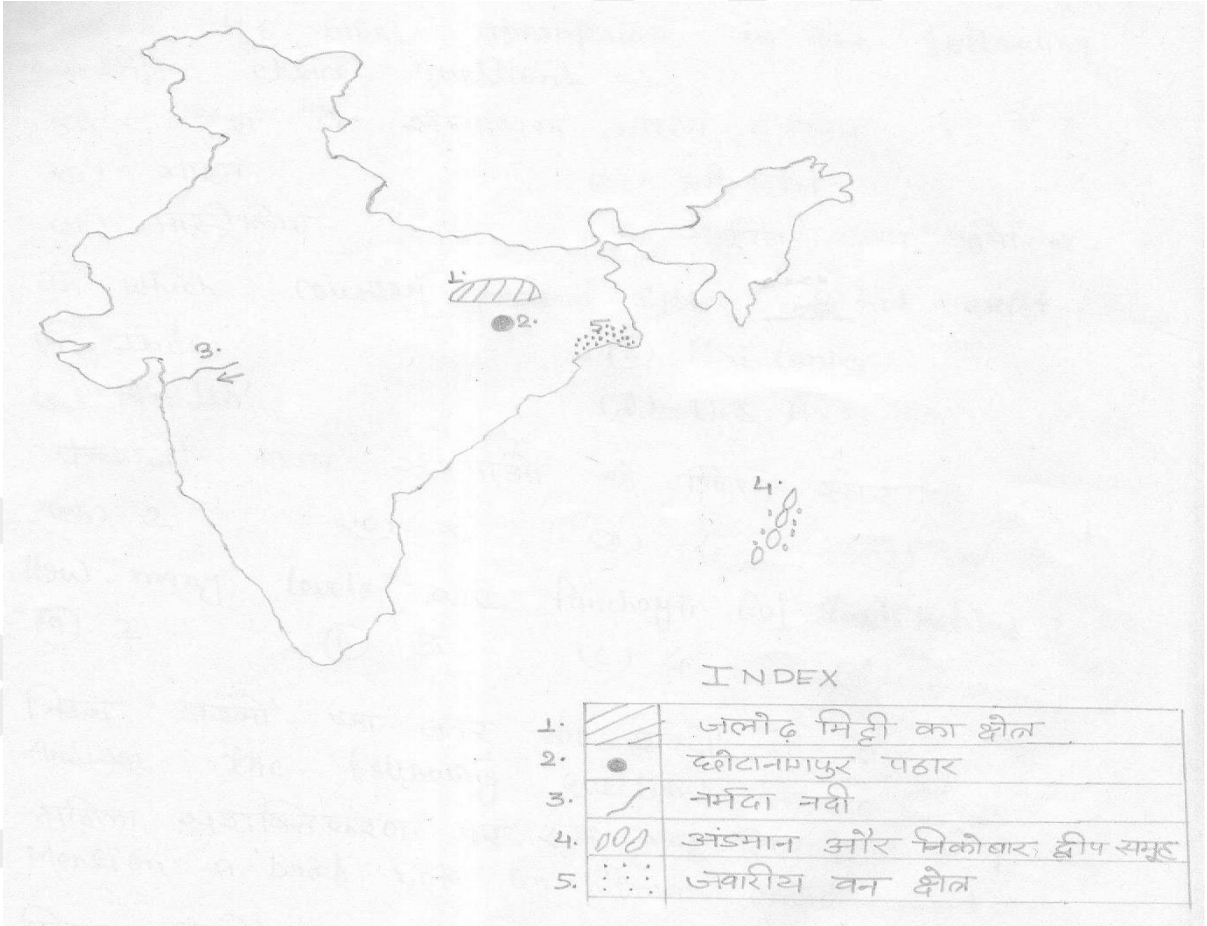 1.
2.
5.
3.
4.
INDEX
1. जलोढ़ मिट्टी का क्षेत्र
2. छोटानागपुर पठार
3. नर्मदा नदी
4. अंडमान और निकोबार द्वीप समूह
5. जवारीय वन क्षेत्र